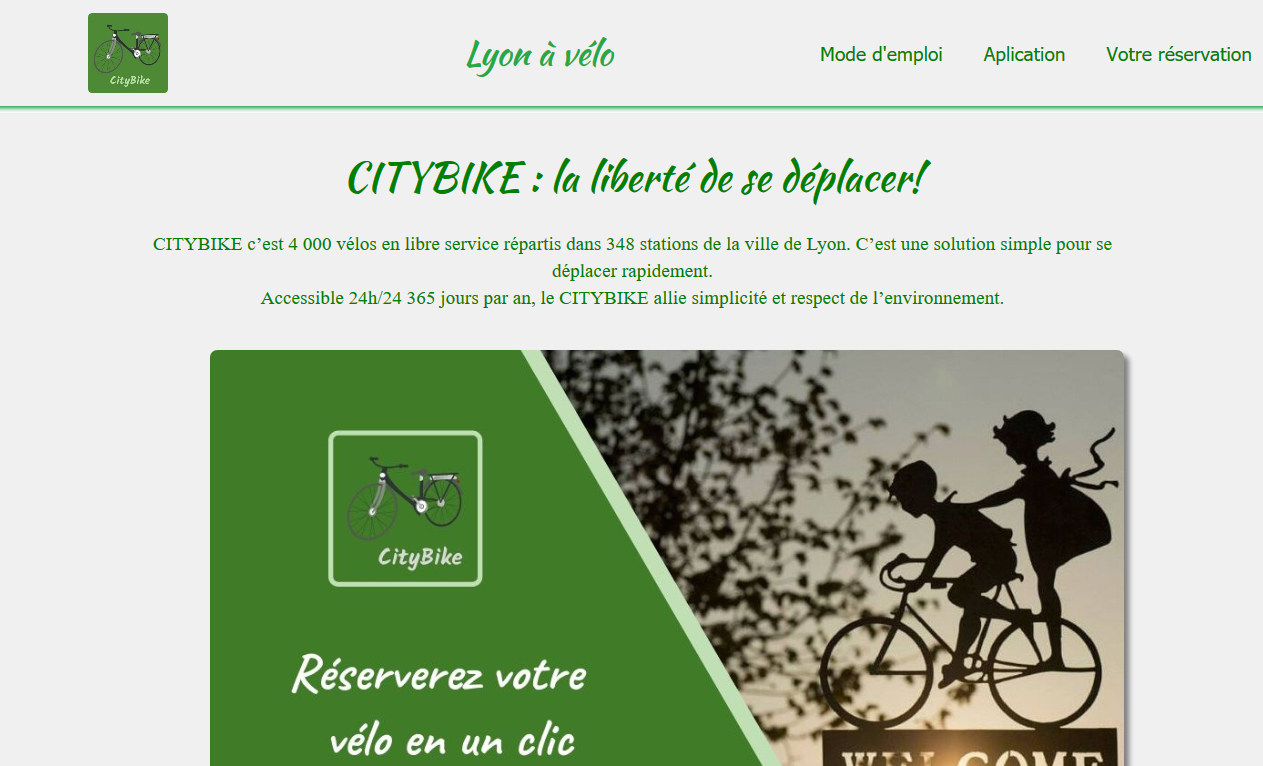 CityBike
Lyon à vélo
Mode d'emploi
Aplication
Votre réservation
CITYBIKE : la liberté de se déplacer!
CITYBIKE c’est 4 000 vélos en libre service répartis dans 348 stations de la ville de Lyon. C’est une solution simple pour se
déplacer rapidement.
Accessible 24h/24 365 jours par an, le CITYBIKE allie simplicité et respect de l’environnement.
CityBike
Réserverez votre
vélo en un clic
WELCOME